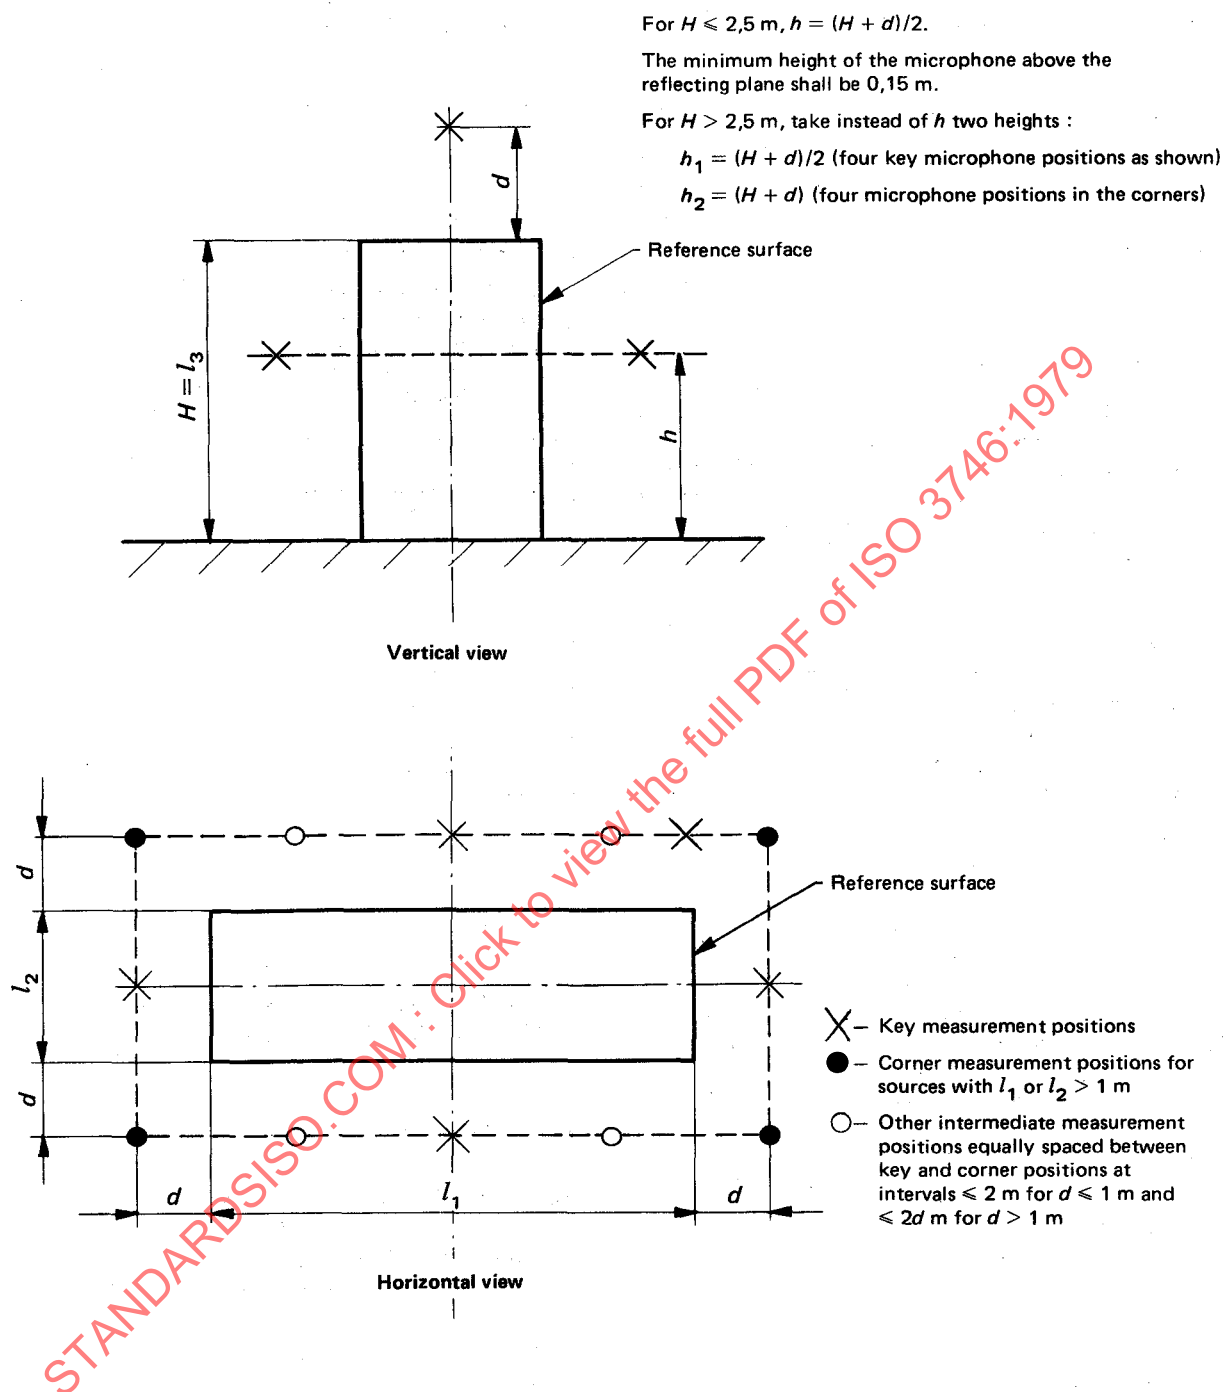 For H ⩽ 2,5 m, h = (H + d)/2.
The minimum height of the microphone above the
reflecting plane shall be 0,15 m.
For H > 2,5 m, take instead of h two heights :
h₁ = (H + d)/2 (four key microphone positions as shown)
h₂ = (H + d) (four microphone positions in the corners)
d
Reference surface
H = l₃
h
Vertical view
d
Reference surface
l₂
d
X – Key measurement positions
– Corner measurement positions for
sources with l₁ or l₂ > 1 m
– Other intermediate measurement
positions equally spaced between
key and corner positions at
intervals ⩽ 2 m for d ⩽ 1 m and
⩽ 2d m for d > 1 m
d
l₁
d
Horizontal view
STANDARDSISO.COM : Click to view the full PDF of ISO 3746:1979